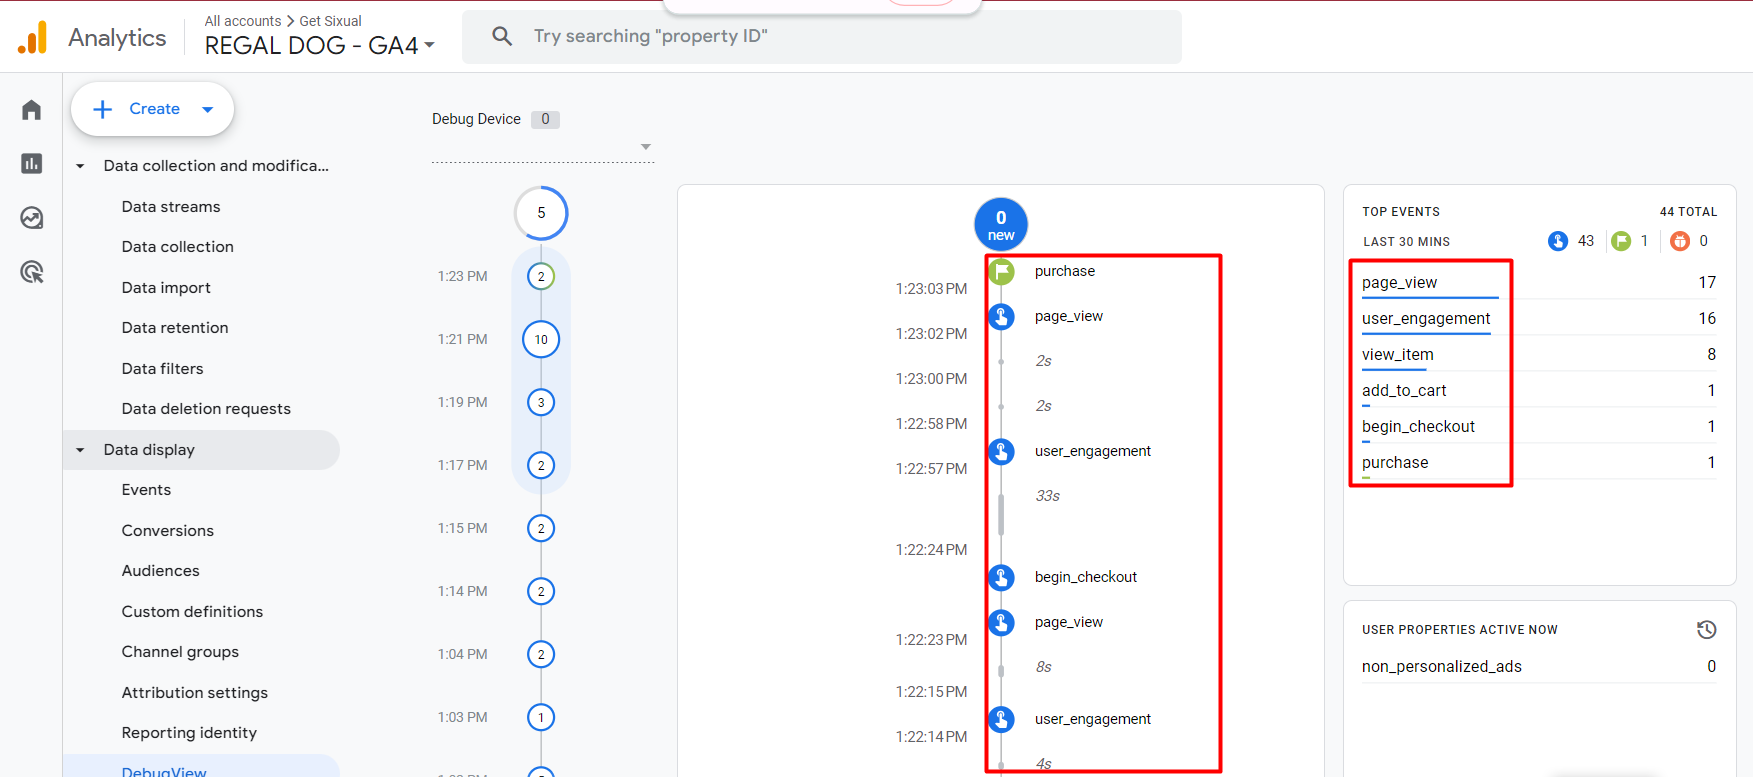 Analytics
All accounts > Get Sixual
REGAL DOG - GA4
Try searching "property ID"
Create
Data collection and modifica...
Data streams
Data collection
Data import
Data retention
Data filters
Data deletion requests
Data display
Events
Conversions
Audiences
Custom definitions
Channel groups
Attribution settings
Reporting identity
DebugView
Debug Device 0
5
1:23 PM 2
1:21 PM 10
1:19 PM 3
1:17 PM 2
1:15 PM 2
1:14 PM 2
1:04 PM 2
1:03 PM 1
0
new
purchase
1:23:03 PM
page_view
1:23:02 PM
2s
1:23:00 PM
2s
1:22:58 PM
user_engagement
1:22:57 PM
33s
1:22:24 PM
begin_checkout
page_view
1:22:23 PM
8s
1:22:15 PM
user_engagement
1:22:14 PM
4s
TOP EVENTS 44 TOTAL
LAST 30 MINS 43 1 0
page_view 17
user_engagement 16
view_item 8
add_to_cart 1
begin_checkout 1
purchase 1
USER PROPERTIES ACTIVE NOW
non_personalized_ads 0